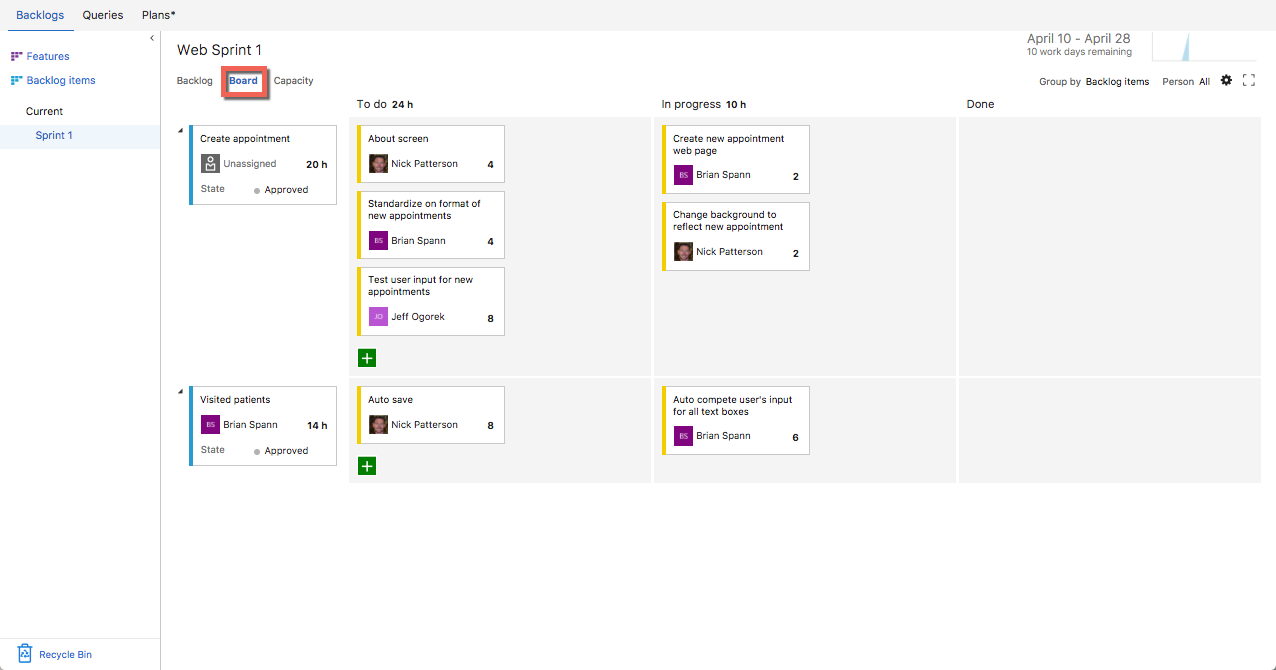 Backlogs Queries Plans*
Features
Backlog items
Current
Sprint 1
Recycle Bin
Web Sprint 1
April 10 - April 28
10 work days remaining
Backlog Board Capacity
Group by Backlog items Person All
To do 24 h
In progress 10 h
Done
Create appointment
Unassigned 20 h
State Approved
About screen
Nick Patterson 4
Standardize on format of
new appointments
BS Brian Spann 4
Test user input for new
appointments
JO Jeff Ogorek 8
Create new appointment
web page
BS Brian Spann 2
Change background to
reflect new appointment
Nick Patterson 2
Visited patients
BS Brian Spann 14 h
State Approved
Auto save
Nick Patterson 8
Auto compete user's input
for all text boxes
BS Brian Spann 6